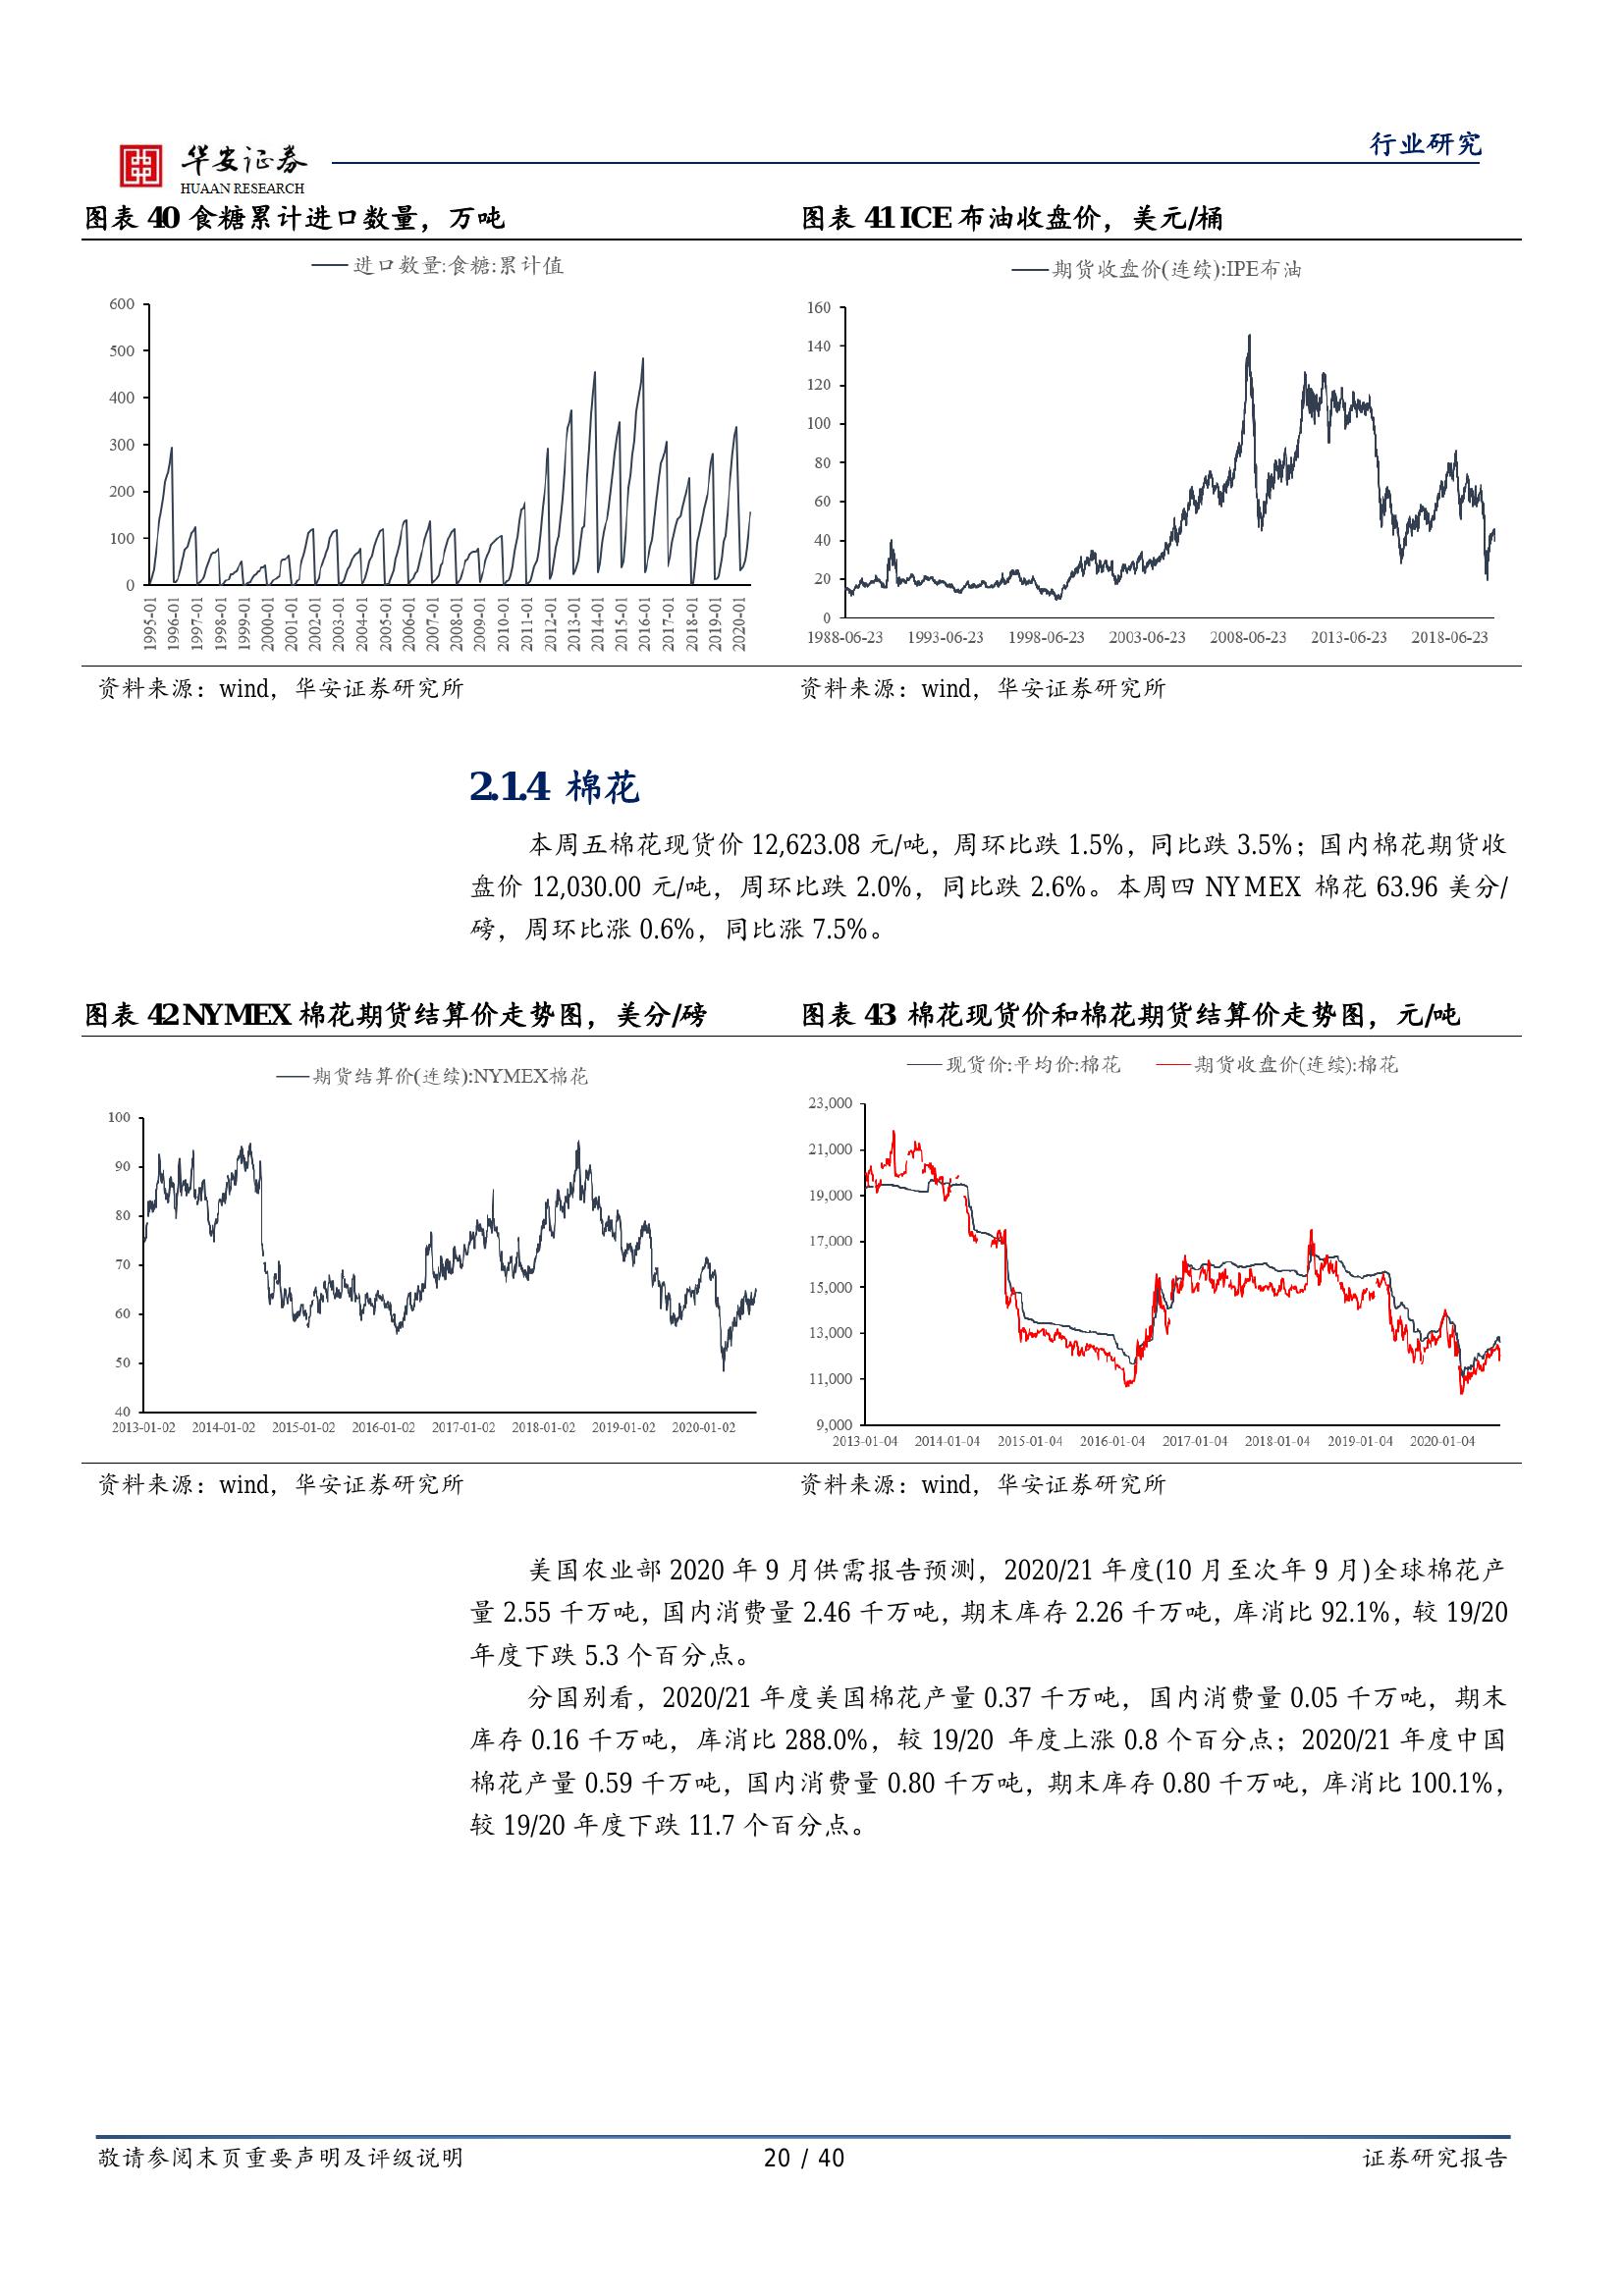 行业研究
华安证券
HUAAN RESEARCH
图表 40 食糖累计进口数量，万吨
进口数量:食糖:累计值
600
500
400
300
200
100
0
1995-01
1996-01
1997-01
1998-01
1999-01
2000-01
2001-01
2002-01
2003-01
2004-01
2005-01
2006-01
2007-01
2008-01
2009-01
2010-01
2011-01
2012-01
2013-01
2014-01
2015-01
2016-01
2017-01
2018-01
2019-01
2020-01
资料来源：wind，华安证券研究所
图表 41 ICE 布油收盘价，美元/桶
期货收盘价(连续):IPE布油
160
140
120
100
80
60
40
20
0
1988-06-23 1993-06-23 1998-06-23 2003-06-23 2008-06-23 2013-06-23 2018-06-23
资料来源：wind，华安证券研究所
2.1.4 棉花
本周五棉花现货价 12,623.08 元/吨，周环比跌 1.5%，同比跌 3.5%；国内棉花期货收
盘价 12,030.00 元/吨，周环比跌 2.0%，同比跌 2.6%。本周四 NYMEX 棉花 63.96 美分/
磅，周环比涨 0.6%，同比涨 7.5%。
图表 42 NYMEX 棉花期货结算价走势图，美分/磅
期货结算价(连续):NYMEX棉花
100
90
80
70
60
50
40
2013-01-02 2014-01-02 2015-01-02 2016-01-02 2017-01-02 2018-01-02 2019-01-02 2020-01-02
资料来源：wind，华安证券研究所
图表 43 棉花现货价和棉花期货结算价走势图，元/吨
现货价:平均价:棉花 期货收盘价(连续):棉花
23,000
21,000
19,000
17,000
15,000
13,000
11,000
9,000
2013-01-04 2014-01-04 2015-01-04 2016-01-04 2017-01-04 2018-01-04 2019-01-04 2020-01-04
资料来源：wind，华安证券研究所
美国农业部 2020 年 9 月供需报告预测，2020/21 年度(10 月至次年 9 月)全球棉花产
量 2.55 千万吨，国内消费量 2.46 千万吨，期末库存 2.26 千万吨，库消比 92.1%，较 19/20
年度下跌 5.3 个百分点。
分国别看，2020/21 年度美国棉花产量 0.37 千万吨，国内消费量 0.05 千万吨，期末
库存 0.16 千万吨，库消比 288.0%，较 19/20 年度上涨 0.8 个百分点；2020/21 年度中国
棉花产量 0.59 千万吨，国内消费量 0.80 千万吨，期末库存 0.80 千万吨，库消比 100.1%，
较 19/20 年度下跌 11.7 个百分点。
敬请参阅末页重要声明及评级说明 20 / 40 证券研究报告